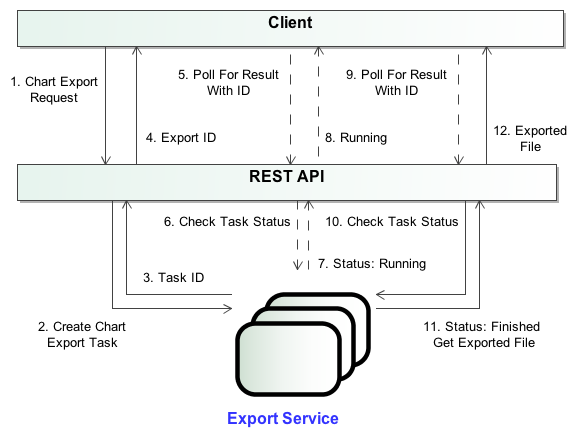 Client
1. Chart Export
Request
4. Export ID
5. Poll For Result
With ID
8. Running
9. Poll For Result
With ID
12. Exported
File
REST API
2. Create Chart
Export Task
3. Task ID
6. Check Task Status
7. Status: Running
10. Check Task Status
11. Status: Finished
Get Exported File
Export Service